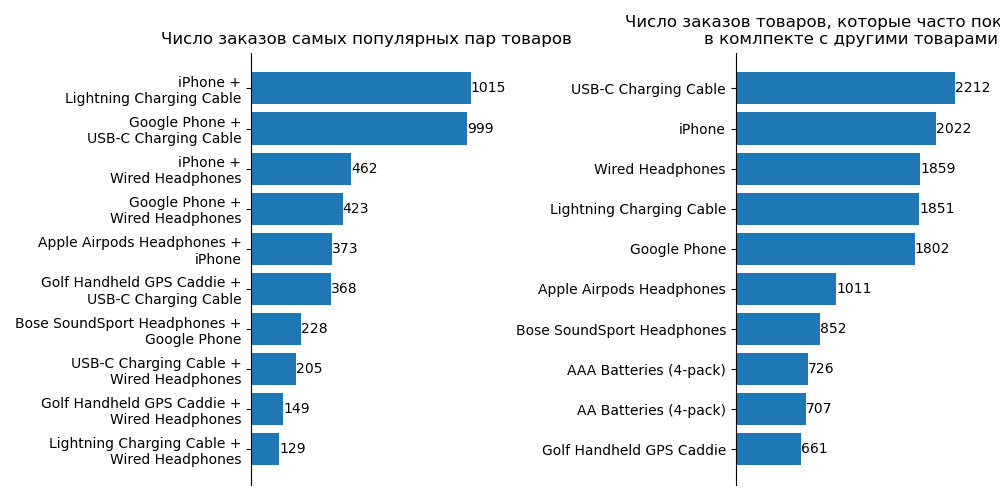 Число заказов самых популярных пар товаров
iPhone +
Lightning Charging Cable
1015
Google Phone +
USB-C Charging Cable
999
iPhone +
Wired Headphones
462
Google Phone +
Wired Headphones
423
Apple Airpods Headphones +
iPhone
373
Golf Handheld GPS Caddie +
USB-C Charging Cable
368
Bose SoundSport Headphones +
Google Phone
228
USB-C Charging Cable +
Wired Headphones
205
Golf Handheld GPS Caddie +
Wired Headphones
149
Lightning Charging Cable +
Wired Headphones
129
Число заказов товаров, которые часто пок
в комлпекте с другими товарами
USB-C Charging Cable
2212
iPhone
2022
Wired Headphones
1859
Lightning Charging Cable
1851
Google Phone
1802
Apple Airpods Headphones
1011
Bose SoundSport Headphones
852
AAA Batteries (4-pack)
726
AA Batteries (4-pack)
707
Golf Handheld GPS Caddie
661